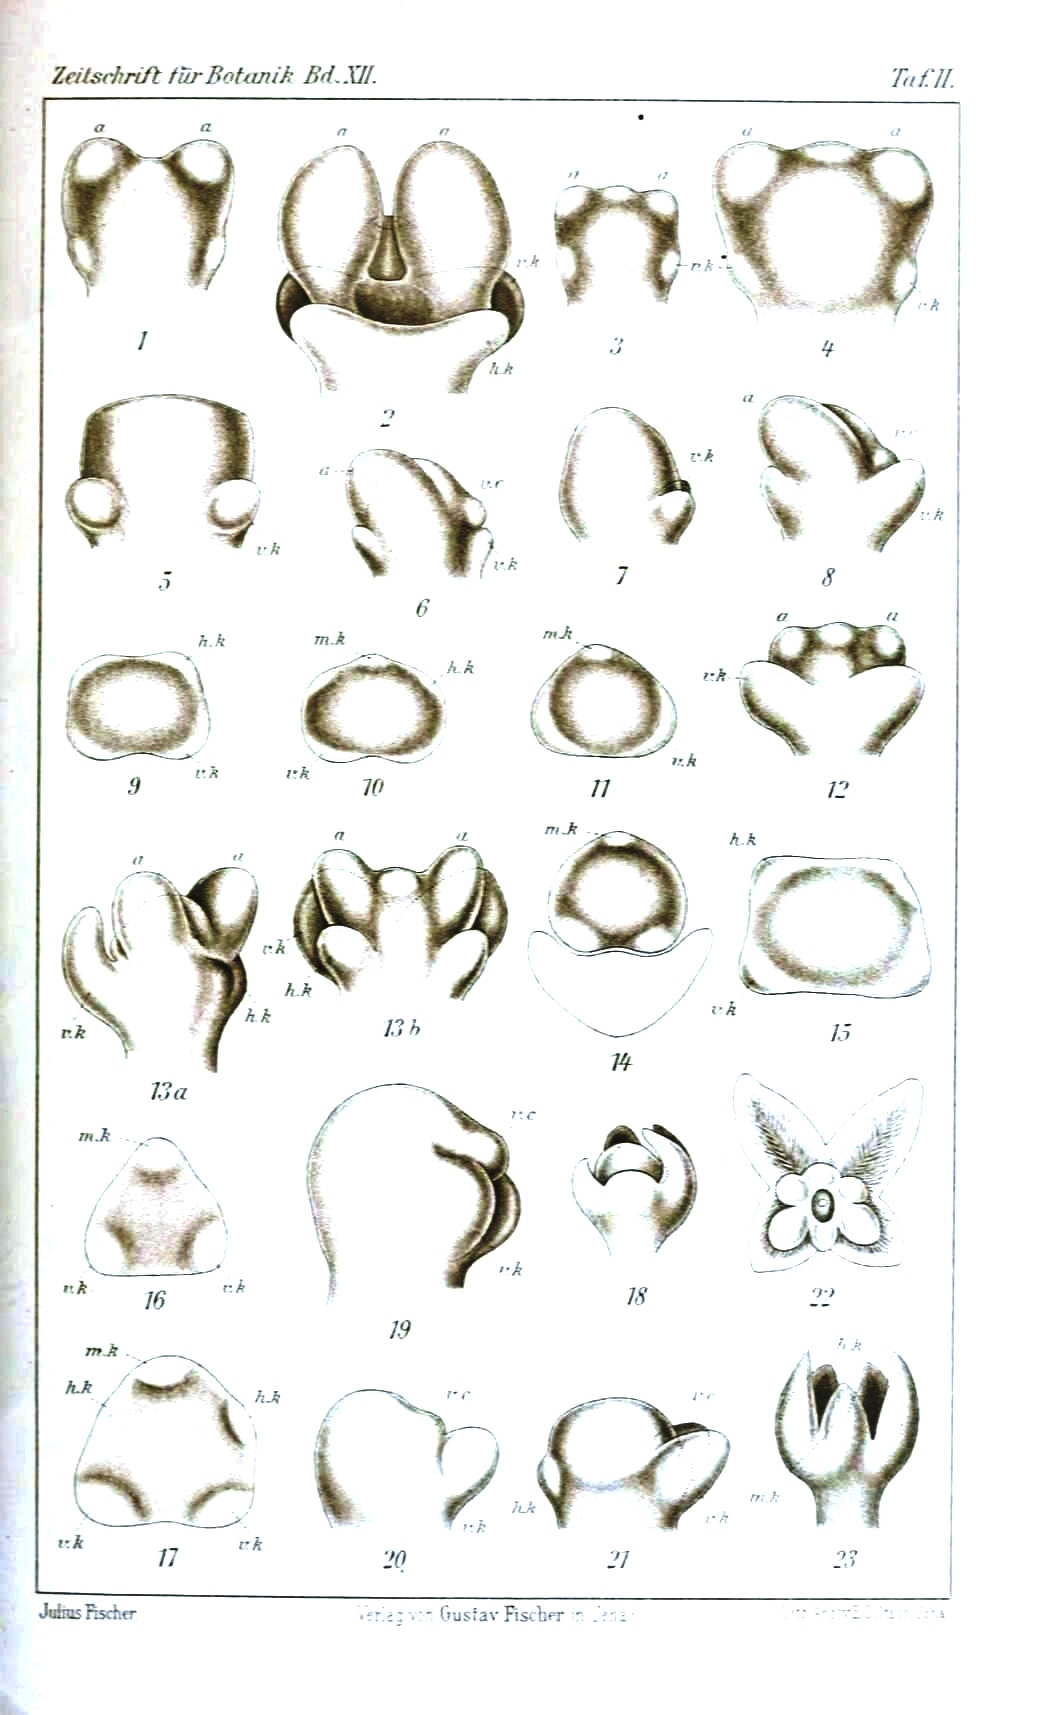 Zeitschrift für Botanik Bd. XII.
Taf. II.
a a a a a a a a
v.k v.k v.k
h.k
1 2 3 4
a
a v.k v.c
v.k v.k v.k
5 6 7 8
h.k m.k h.k m.k a a
v.k
v.k v.k v.k
9 10 11 12
a a a a m.k h.k
v.k h.k
v.k h.k v.k
13a 13b 14 15
m.k v.c
v.k v.k v.k
16 19 18 22
m.k h.k h.k v.c v.c h.k
v.k v.k v.k h.k v.k m.k
17 20 21 23
Julius Fischer
Verlag von Gustav Fischer in Jena